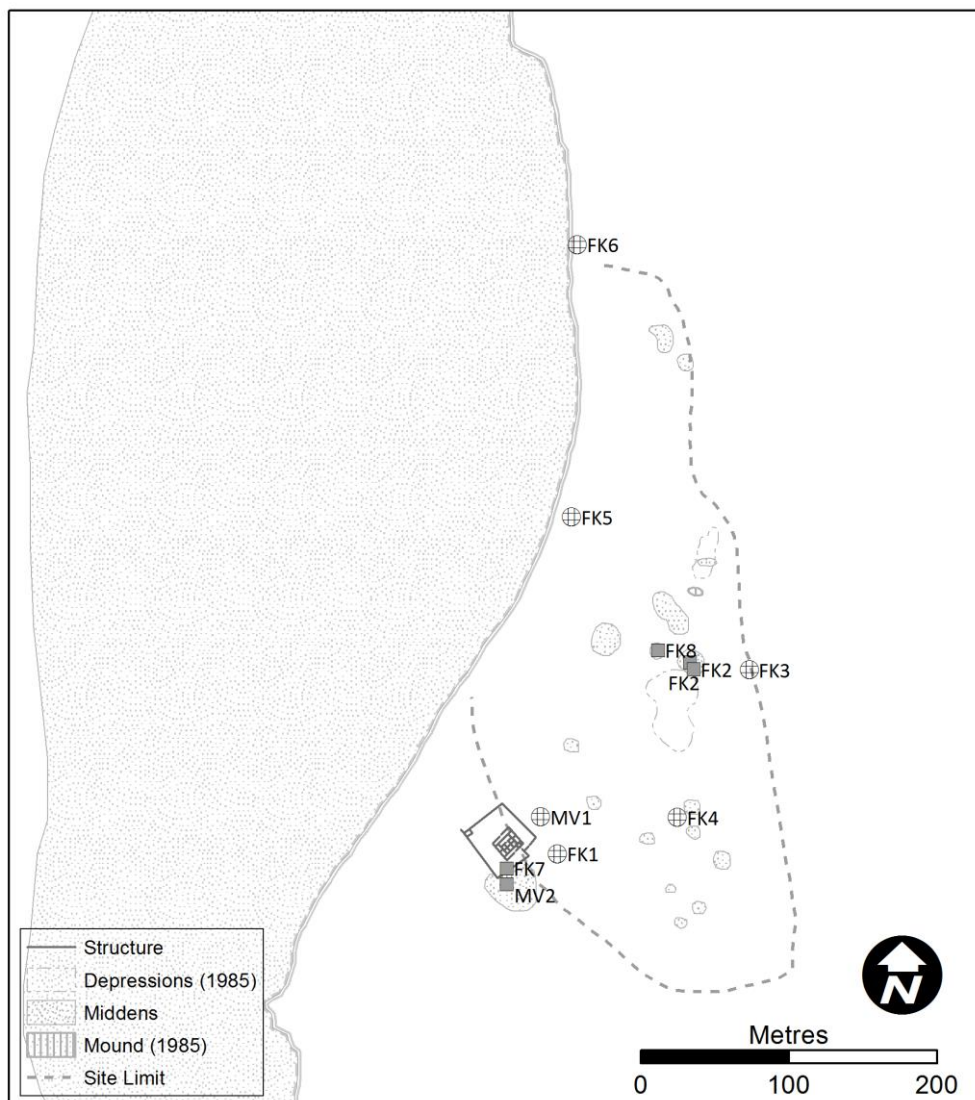 FK6
FK5
FK8
FK2
FK3
FK2
MV1
FK4
FK1
FK7
MV2
Structure
Depressions (1985)
Middens
Mound (1985)
Site Limit
N
Metres
0 100 200